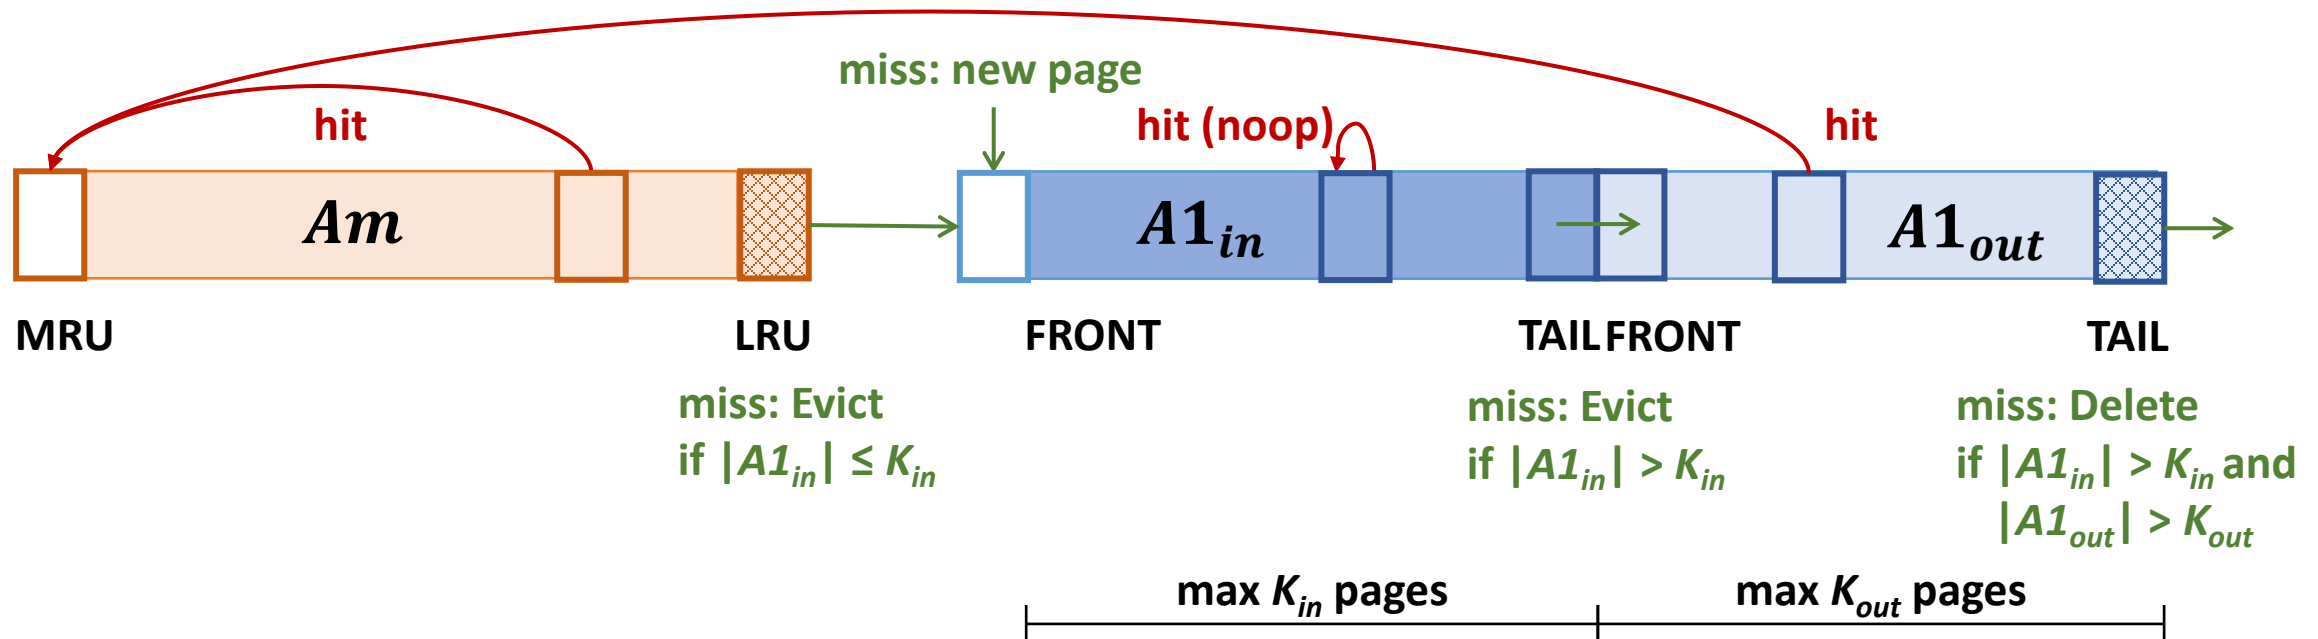 miss: new page
hit
hit (noop)
hit
Am
A1in
A1out
MRU
LRU
FRONT
TAIL
FRONT
TAIL
miss: Evict
if |A1in| ≤ Kin
miss: Evict
if |A1in| > Kin
miss: Delete
if |A1in| > Kin and
|A1out| > Kout
max Kin pages
max Kout pages